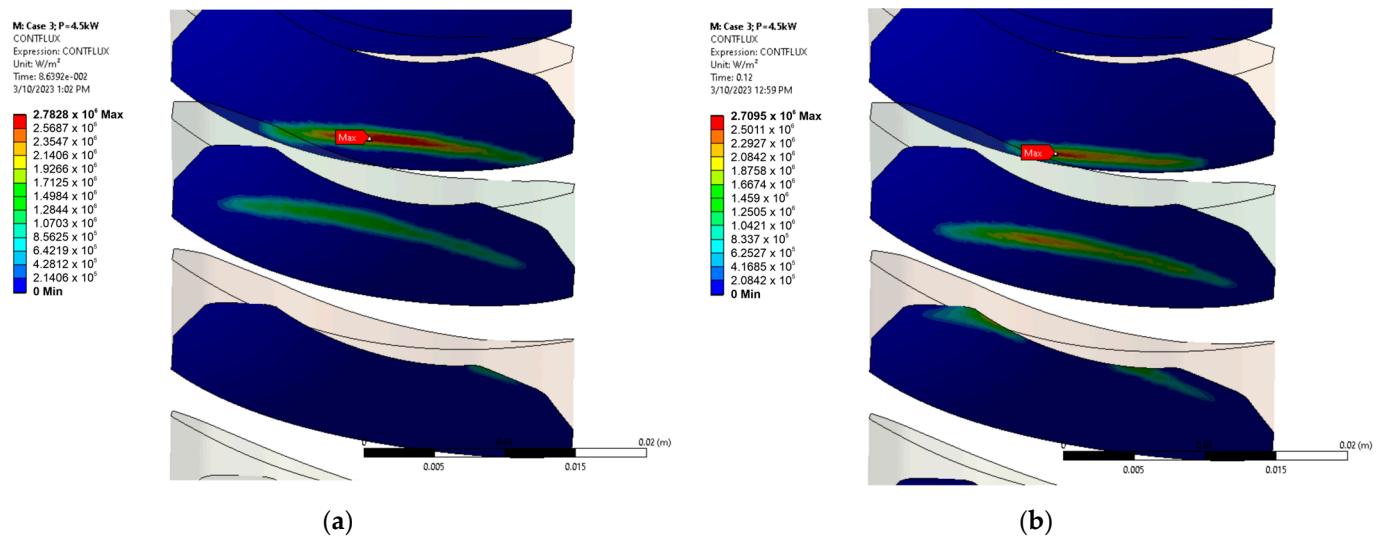 M: Case 3; P=4.5kW
CONTFLUX
Expression: CONTFLUX
Unit: W/m²
Time: 8.6392e-002
3/10/2023 1:02 PM
2.7828 x 10⁶ Max
2.5687 x 10⁶
2.3547 x 10⁶
2.1406 x 10⁶
1.9266 x 10⁶
1.7125 x 10⁶
1.4984 x 10⁶
1.2844 x 10⁶
1.0703 x 10⁶
8.5625 x 10⁵
6.4219 x 10⁵
4.2812 x 10⁵
2.1406 x 10⁵
0 Min
Max
0.02 (m)
0.005
0.015
(a)
M: Case 3; P=4.5kW
CONTFLUX
Expression: CONTFLUX
Unit: W/m²
Time: 0.12
3/10/2023 12:59 PM
2.7095 x 10⁶ Max
2.5011 x 10⁶
2.2927 x 10⁶
2.0842 x 10⁶
1.8758 x 10⁶
1.6674 x 10⁶
1.459 x 10⁶
1.2505 x 10⁶
1.0421 x 10⁶
8.337 x 10⁵
6.2527 x 10⁵
4.1685 x 10⁵
2.0842 x 10⁵
0 Min
Max
0.02 (m)
0.005
0.015
(b)